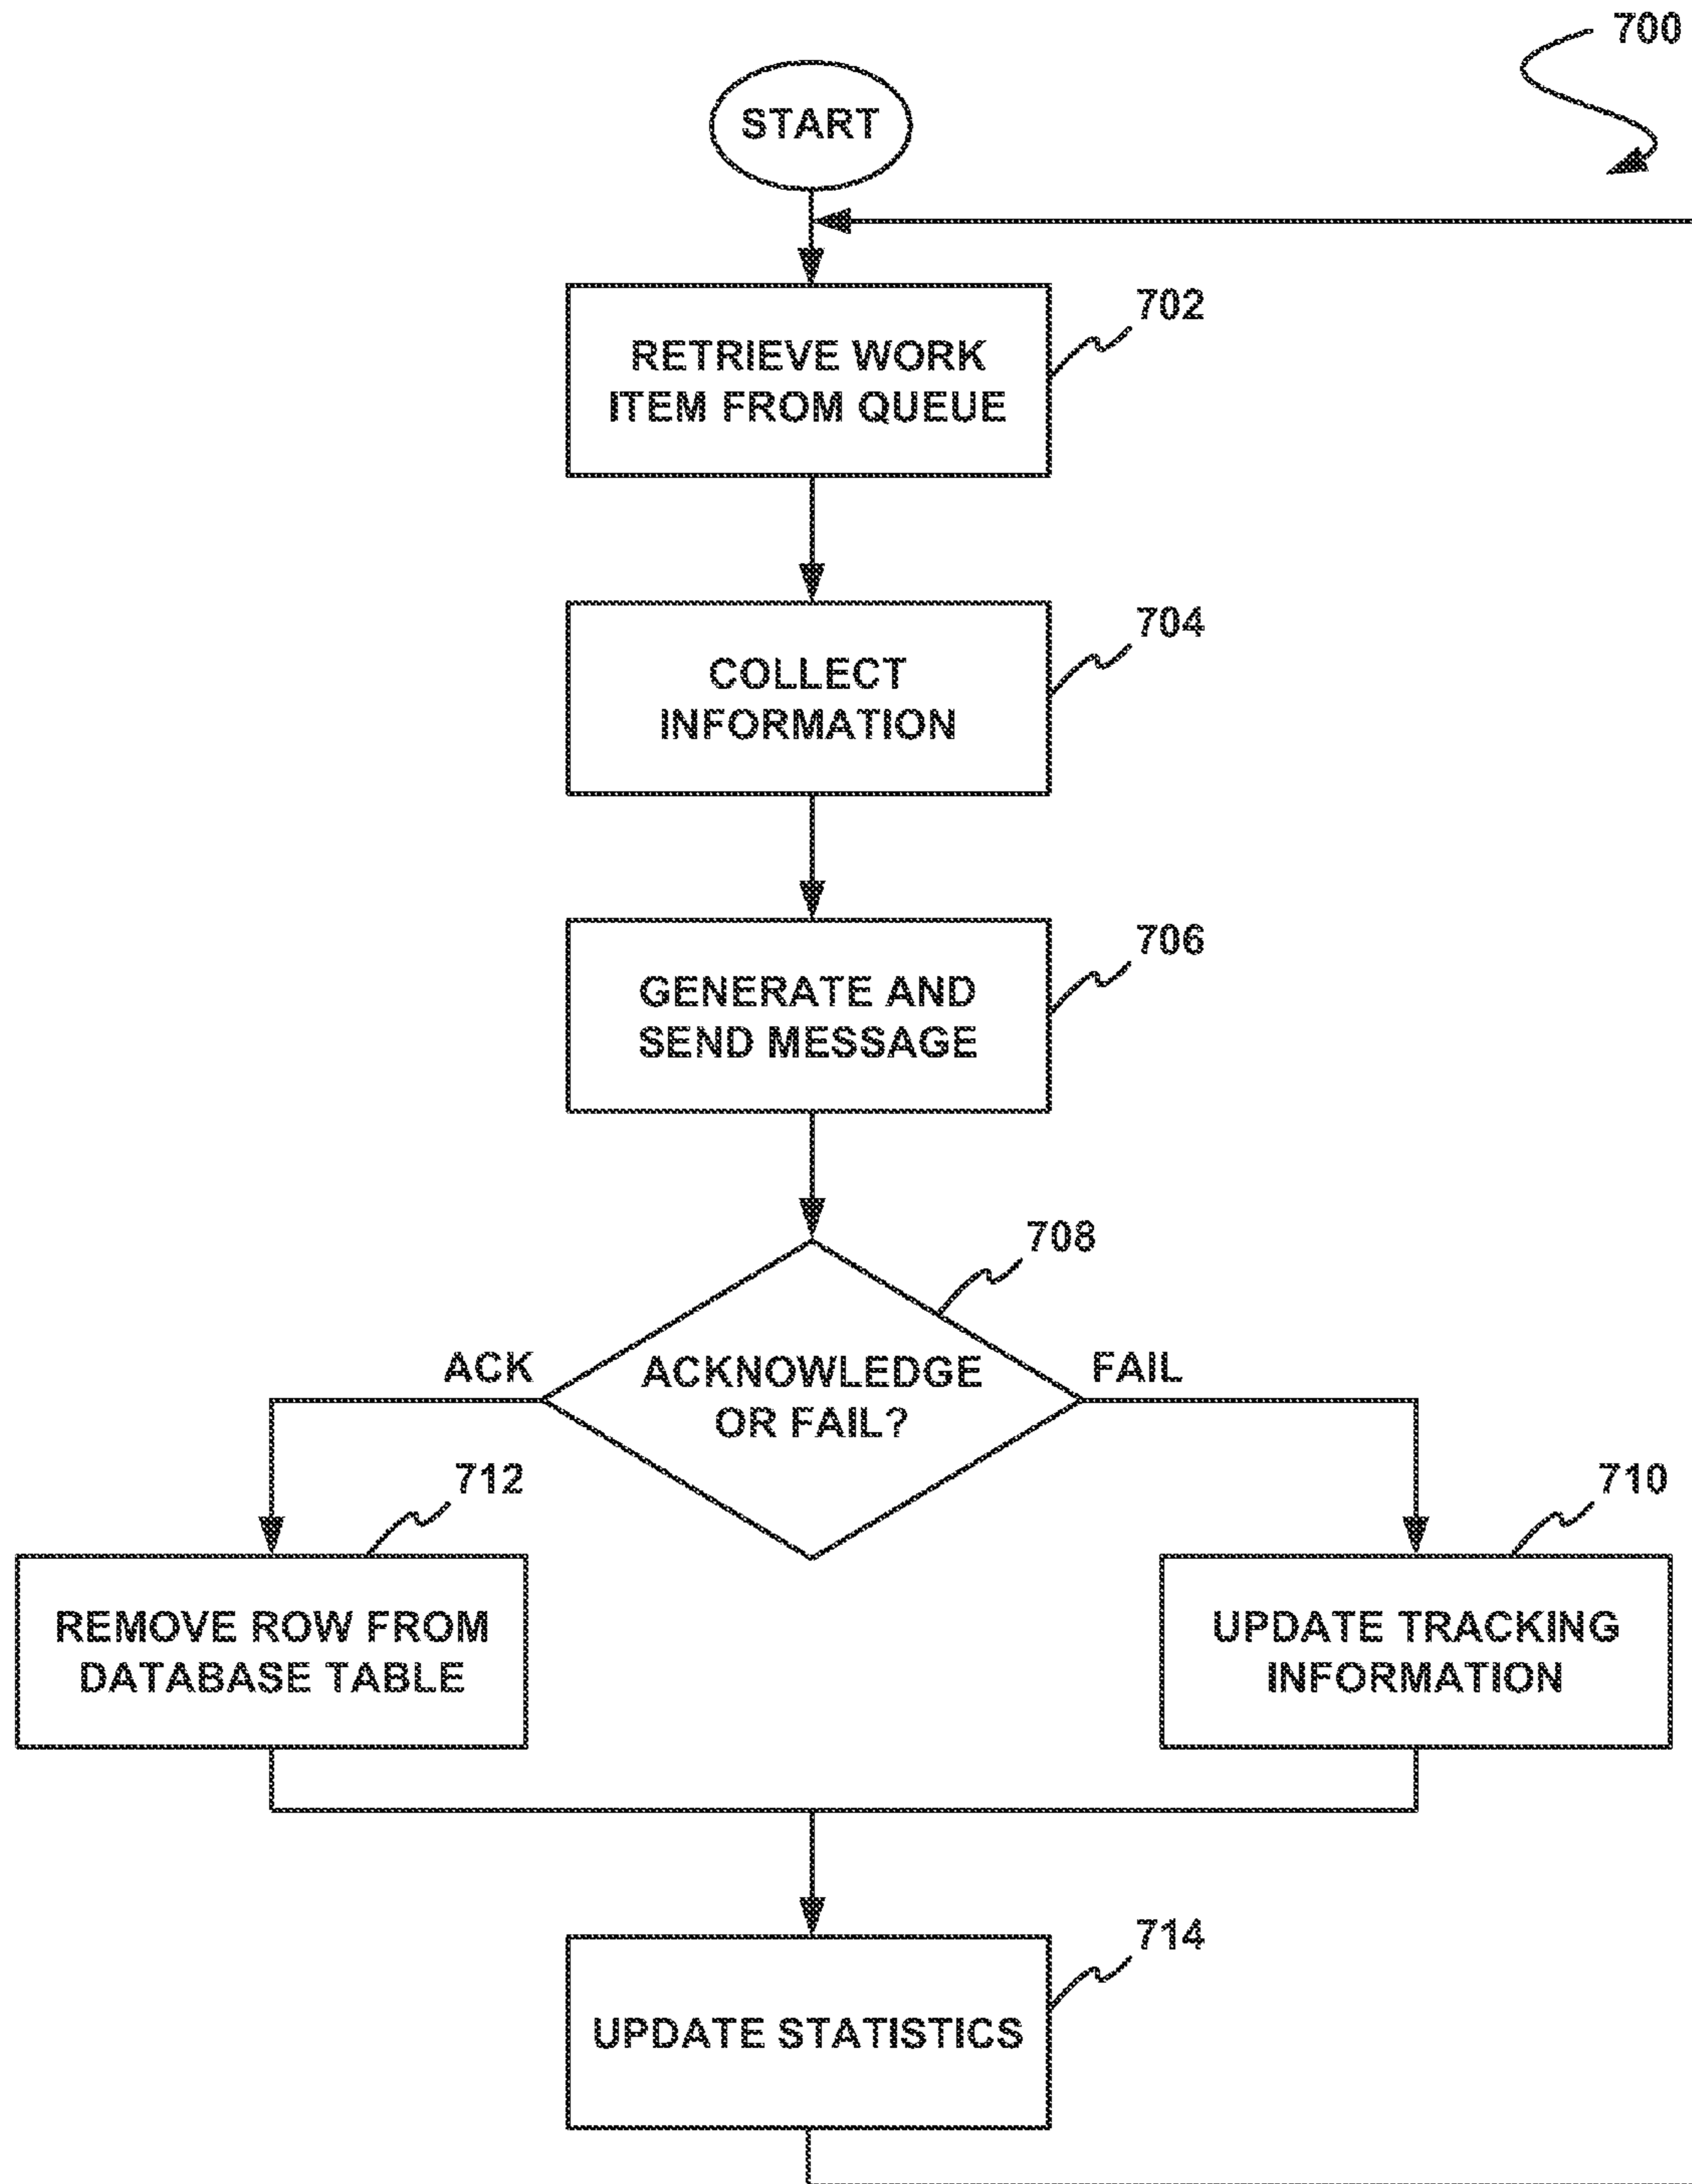 700
START
702
RETRIEVE WORK
ITEM FROM QUEUE
704
COLLECT
INFORMATION
706
GENERATE AND
SEND MESSAGE
708
ACK
ACKNOWLEDGE
OR FAIL?
FAIL
712
710
REMOVE ROW FROM
DATABASE TABLE
UPDATE TRACKING
INFORMATION
714
UPDATE STATISTICS